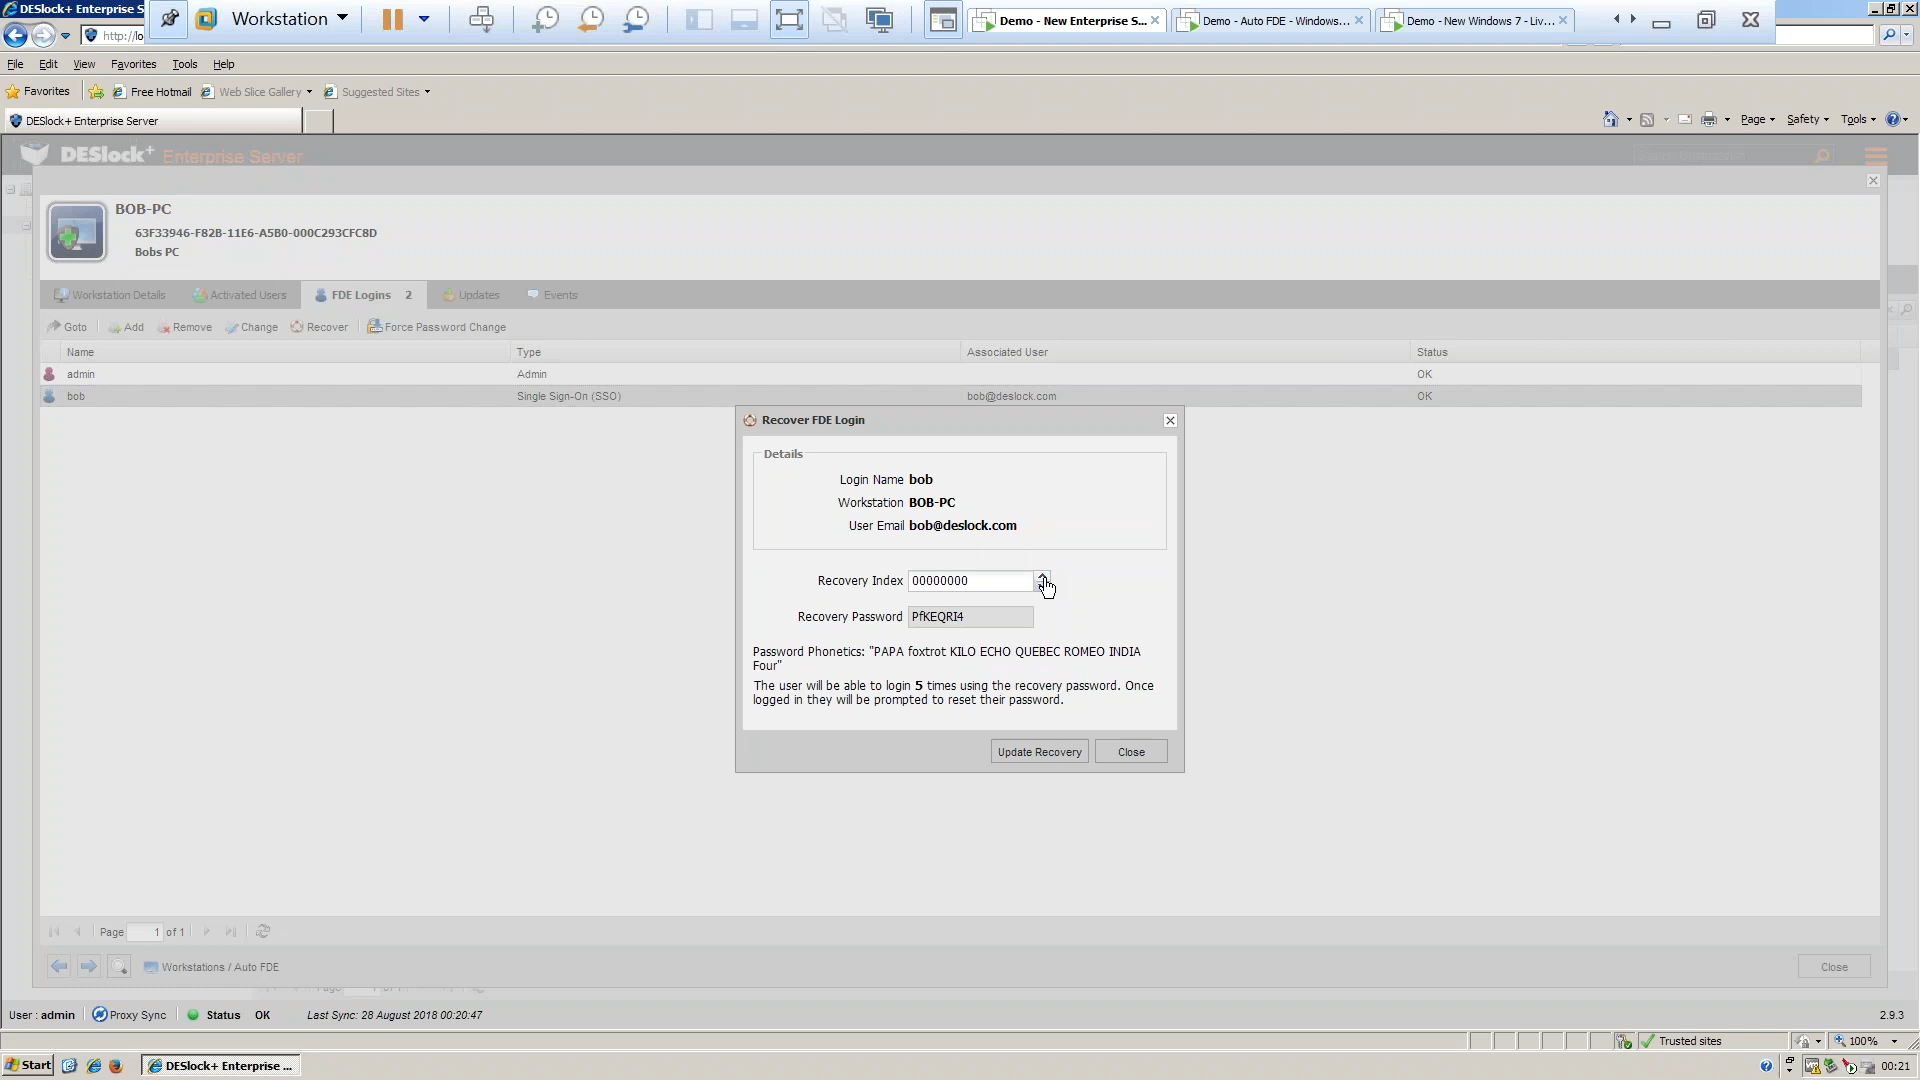 DESlock+ Enterprise S
Workstation
Demo - New Enterprise S...
Demo - Auto FDE - Windows...
Demo - New Windows 7 - Liv...
http://lo
File Edit View Favorites Tools Help
Favorites Free Hotmail Web Slice Gallery Suggested Sites
DESlock+ Enterprise Server
Page Safety Tools
DESlock+ Enterprise Server
BOB-PC
63F33946-F82B-11E6-A5B0-000C293CFC8D
Bobs PC
Workstation Details Activated Users FDE Logins 2 Updates Events
Goto Add Remove Change Recover Force Password Change
Name Type Associated User Status
admin Admin OK
bob Single Sign-On (SSO) bob@deslock.com OK
Recover FDE Login
Details
Login Name bob
Workstation BOB-PC
User Email bob@deslock.com
Recovery Index 00000000
Recovery Password PfKEQRI4
Password Phonetics: "PAPA foxtrot KILO ECHO QUEBEC ROMEO INDIA
Four"
The user will be able to login 5 times using the recovery password. Once
logged in they will be prompted to reset their password.
Update Recovery Close
Page 1 of 1
Workstations / Auto FDE Close
User : admin Proxy Sync Status OK Last Sync: 28 August 2018 00:20:47 2.9.3
Trusted sites 100%
Start DESlock+ Enterprise ... 00:21